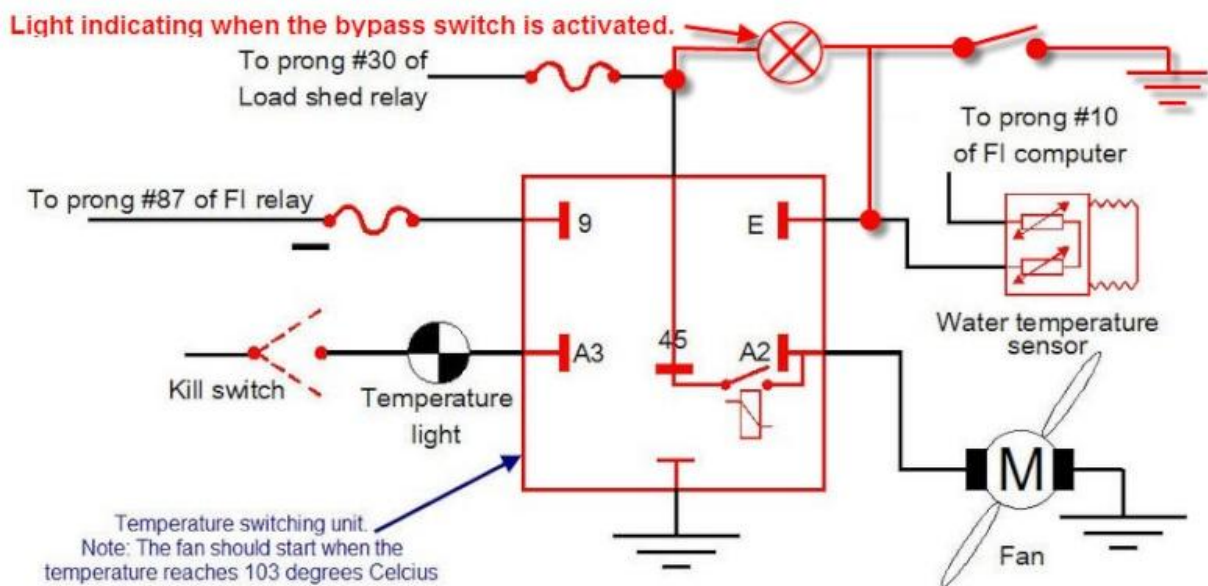 Light indicating when the bypass switch is activated.
To prong #30 of
Load shed relay
To prong #10
of FI computer
To prong #87 of FI relay
9
E
A3
45
A2
Water temperature
sensor
Kill switch
Temperature
light
M
Temperature switching unit.
Note: The fan should start when the
temperature reaches 103 degrees Celcius
Fan